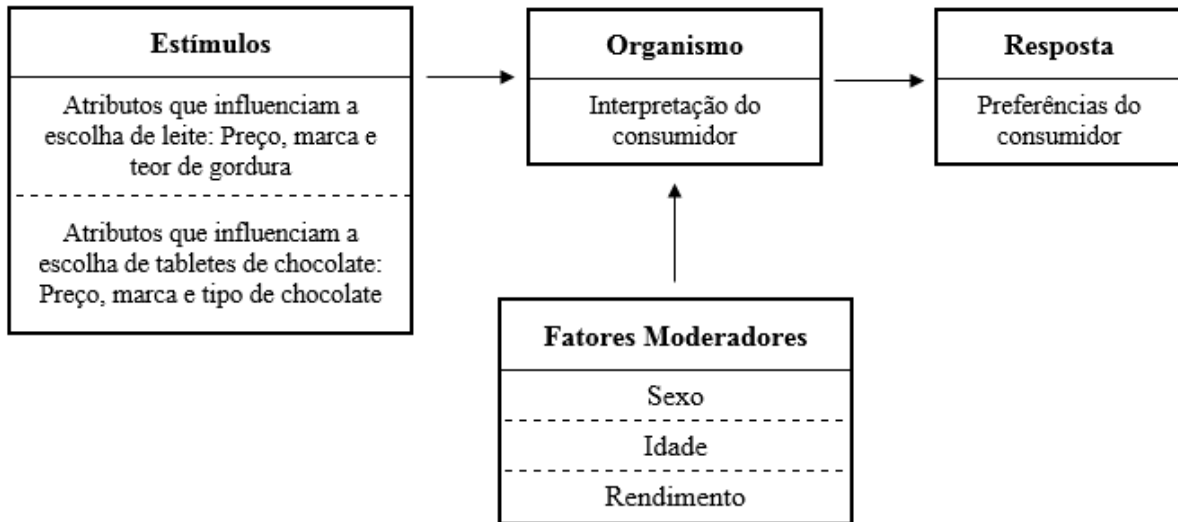 Estímulos
Atributos que influenciam a
escolha de leite: Preço, marca e
teor de gordura
Atributos que influenciam a
escolha de tabletes de chocolate:
Preço, marca e tipo de chocolate
Organismo
Interpretação do
consumidor
Resposta
Preferências do
consumidor
Fatores Moderadores
Sexo
Idade
Rendimento